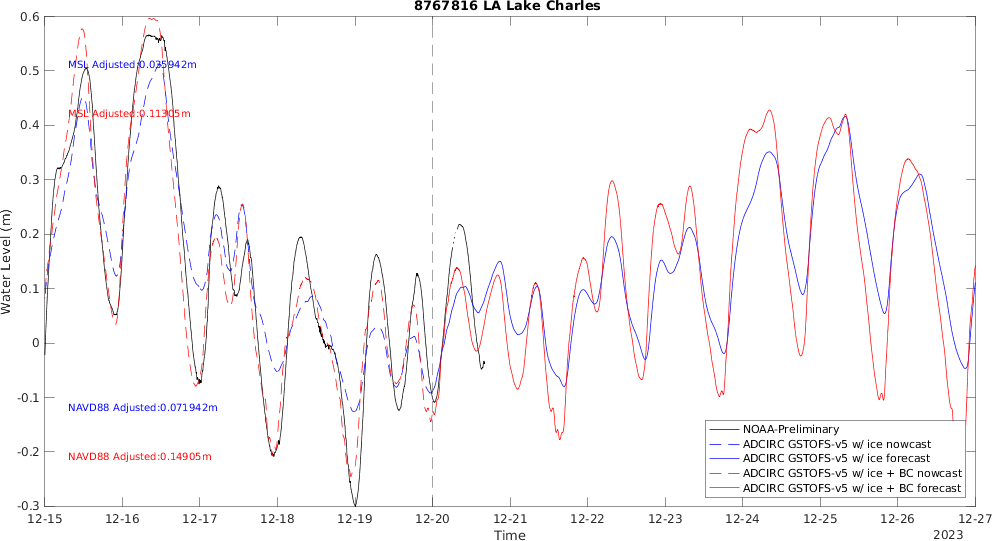 8767816 LA Lake Charles
0.6
0.5
0.4
0.3
0.2
0.1
0
-0.1
-0.2
-0.3
Water Level (m)
MSL Adjusted:0.035942m
MSL Adjusted:0.11305m
NAVD88 Adjusted:0.071942m
NAVD88 Adjusted:0.14905m
NOAA-Preliminary
ADCIRC GSTOFS-v5 w/ ice nowcast
ADCIRC GSTOFS-v5 w/ ice forecast
ADCIRC GSTOFS-v5 w/ ice + BC nowcast
ADCIRC GSTOFS-v5 w/ ice + BC forecast
12-15 12-16 12-17 12-18 12-19 12-20 12-21 12-22 12-23 12-24 12-25 12-26 12-27
Time
2023